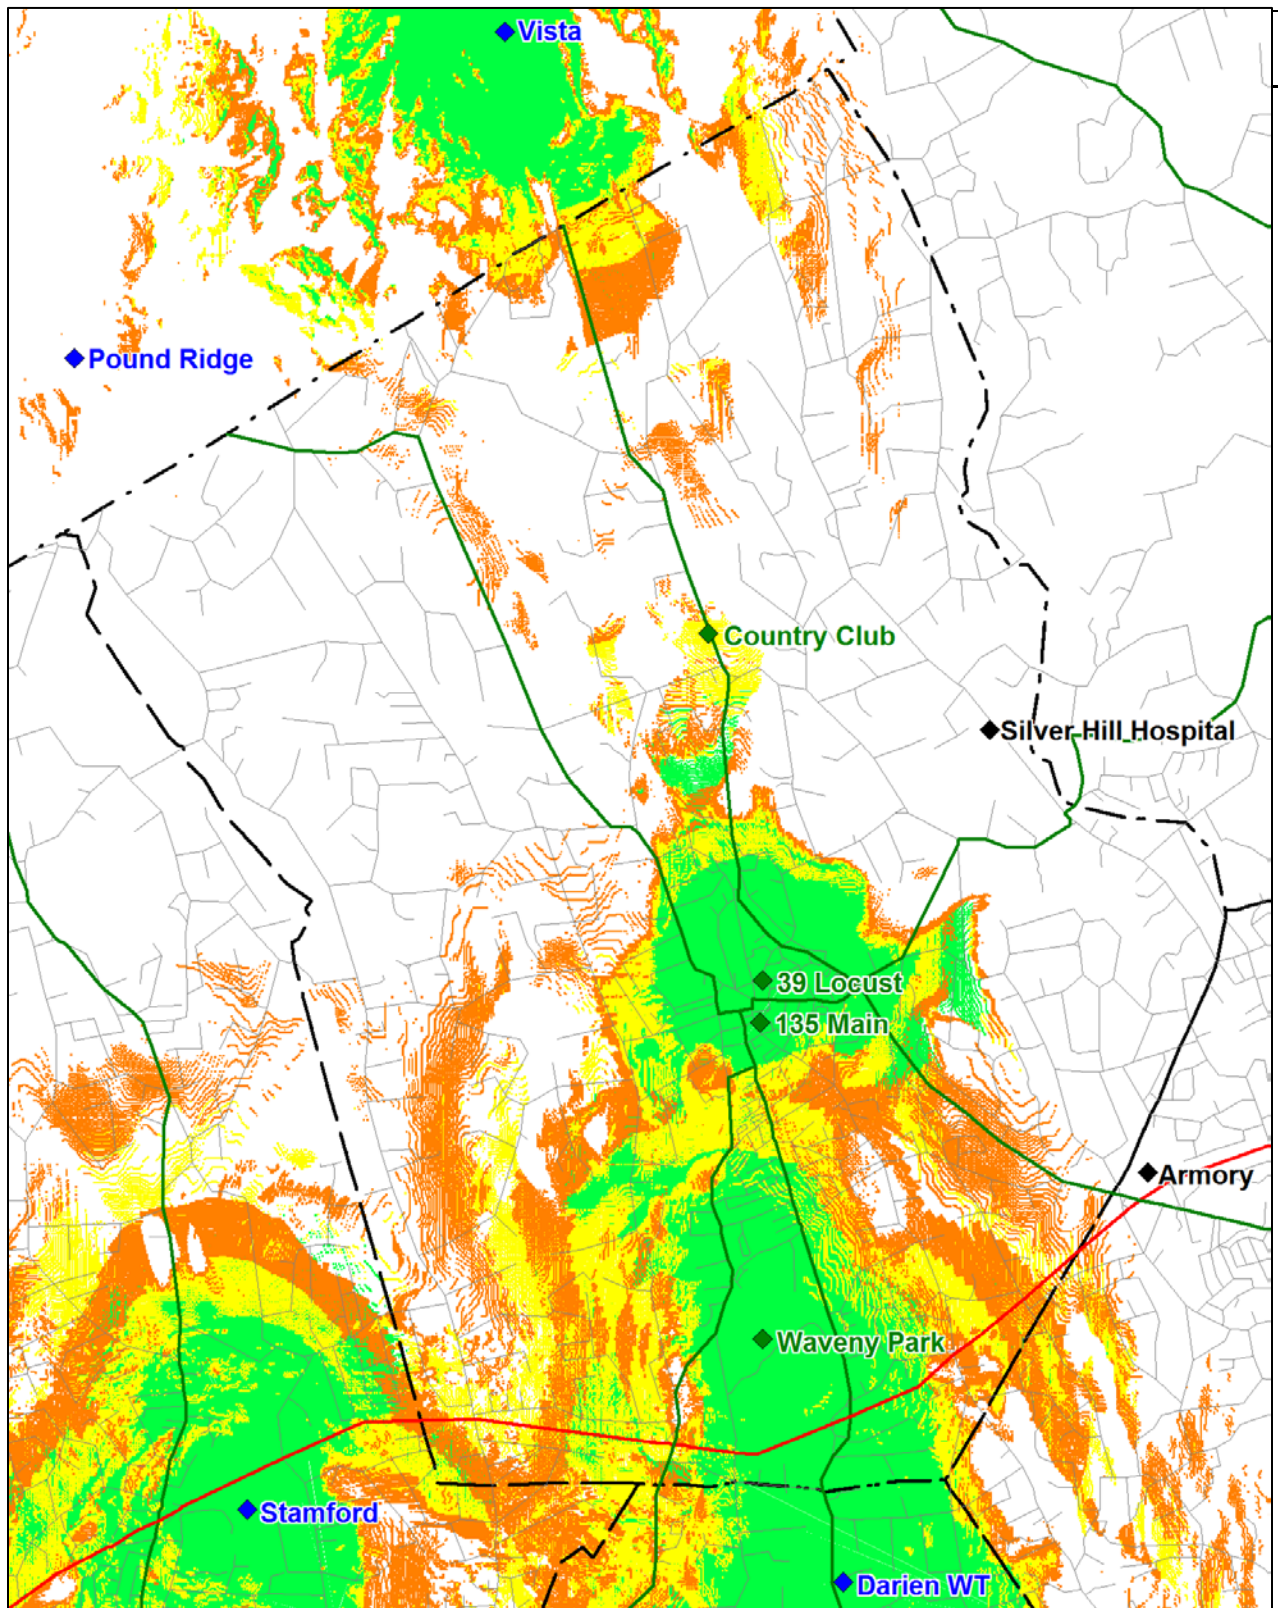 Vista
Pound Ridge
Country Club
Silver Hill Hospital
39 Locust
135 Main
Armory
Waveny Park
Stamford
Darien WT